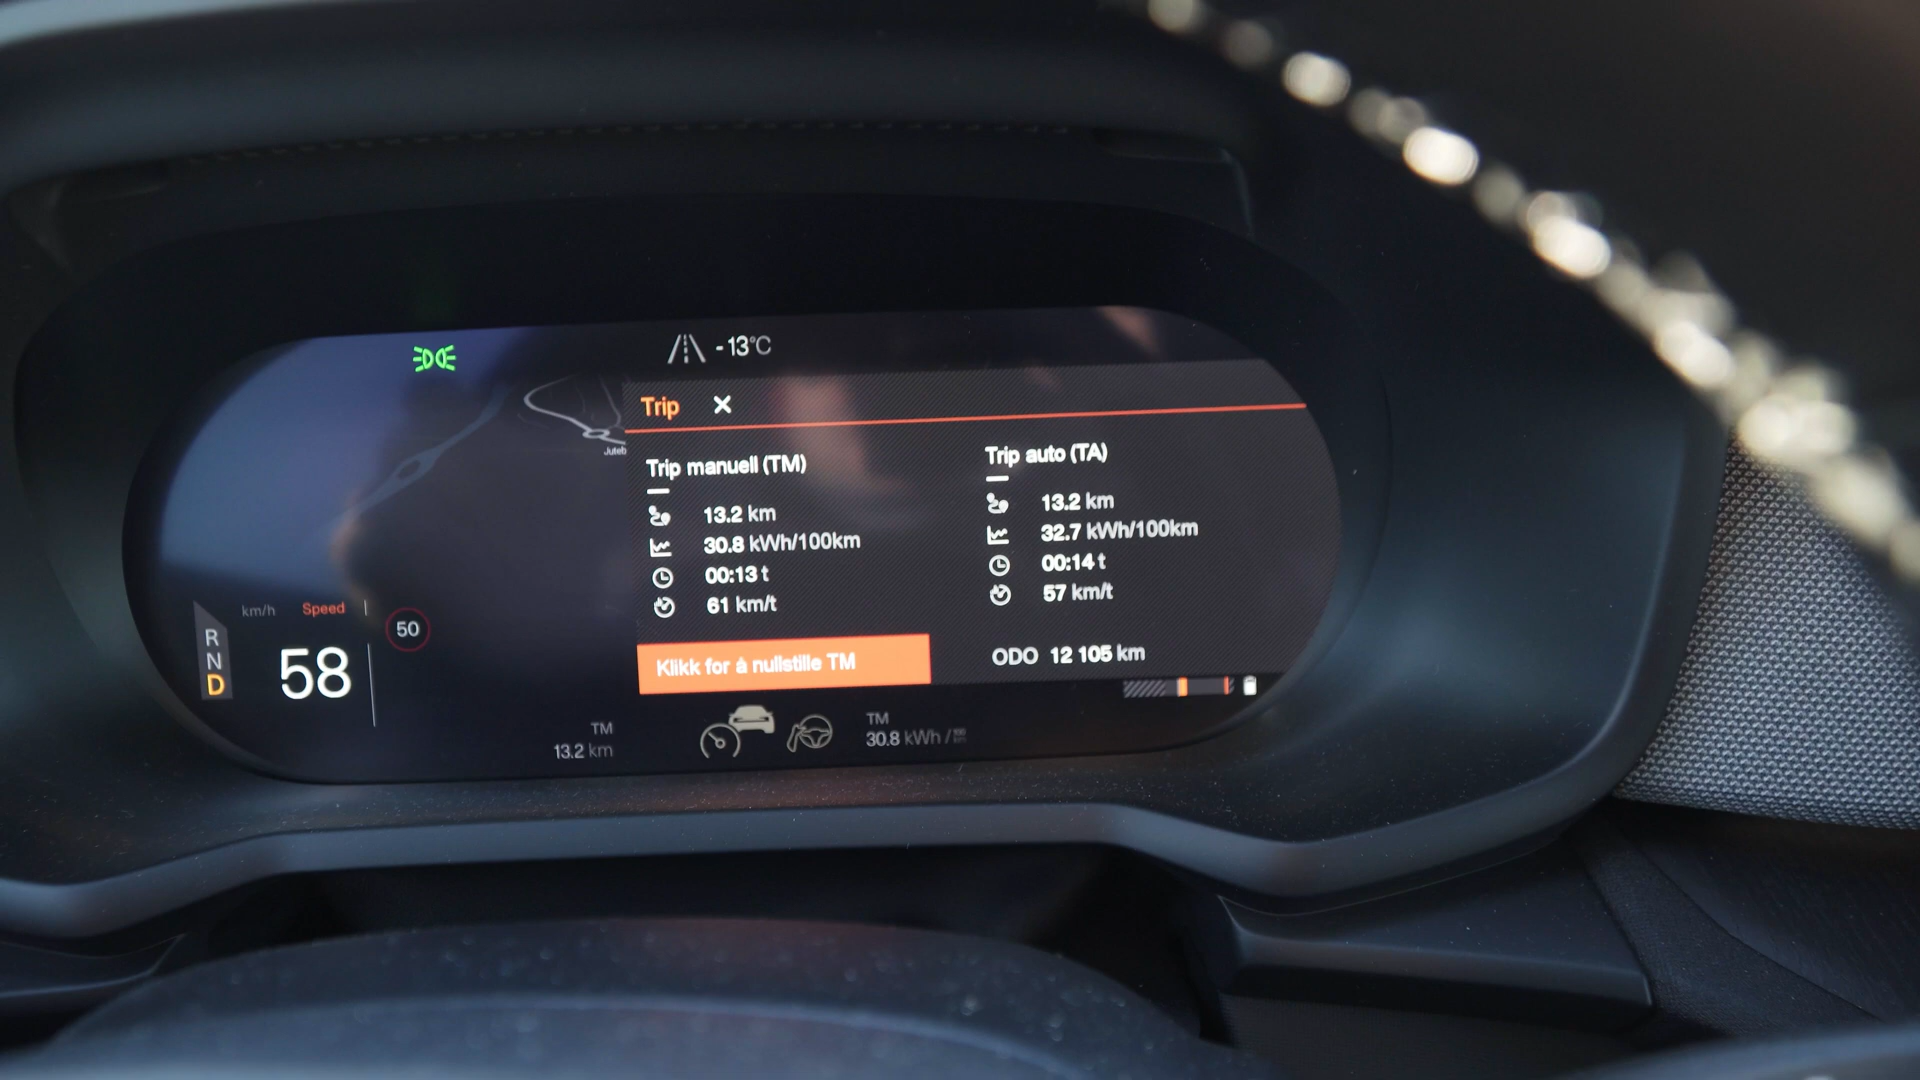 -13°C
Trip
Juteb
Trip manuell (TM)
13.2 km
30.8 kWh/100km
00:13 t
61 km/t
Trip auto (TA)
13.2 km
32.7 kWh/100km
00:14 t
57 km/t
Klikk for å nullstille TM
ODO 12 105 km
km/h Speed
50
R
N
D
58
TM
13.2 km
TM
30.8 kWh /